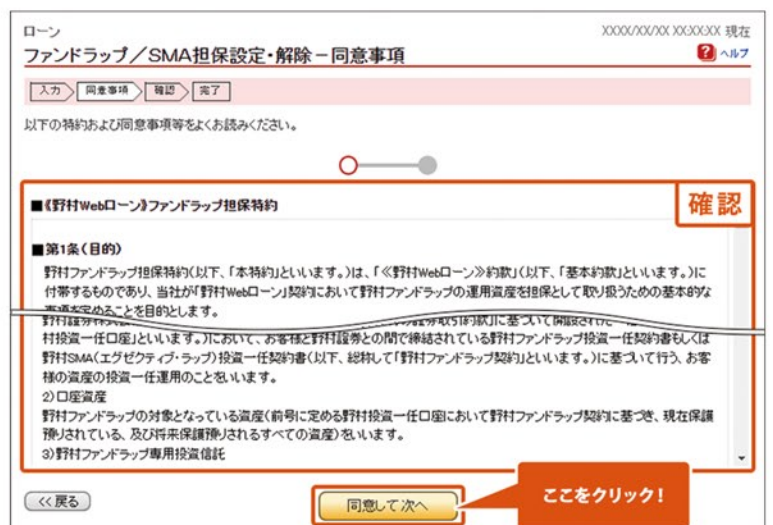 ローン
XXXX/XX/XX XX:XX:XX 現在
ファンドラップ/SMA担保設定・解除-同意事項
? ヘルプ
入力 同意事項 確認 完了
以下の特約および同意事項等をよくお読みください。
確認
■《野村Webローン》ファンドラップ担保特約
■第1条(目的)
野村ファンドラップ担保特約(以下、「本特約」といいます。)は、「≪野村Webローン≫約款」(以下、「基本約款」といいます。)に
付帯するものであり、当社が「野村Webローン」契約において野村ファンドラップの運用資産を担保として取り扱うための基本的な
事項を定めることを目的とします。
村投資一任口座」といいます。)において、お客様と野村證券との間で締結されている野村ファンドラップ投資一任契約書もしくは
野村SMA(エグゼクティブ・ラップ)投資一任契約書(以下、総称して「野村ファンドラップ契約」といいます。)に基づいて行う、お客
様の資産の投資一任運用のことをいいます。
2)口座資産
野村ファンドラップの対象となっている資産(前号に定める野村投資一任口座において野村ファンドラップ契約に基づき、現在保護
預りされている、及び将来保護預りされるすべての資産)をいいます。
3)野村ファンドラップ専用投資信託
<<戻る
同意して次へ
ここをクリック!